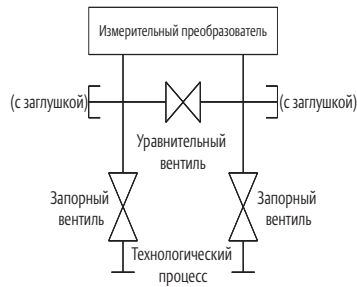 Измерительный преобразователь
(с заглушкой)
(с заглушкой)
Уравнительный
вентиль
Запорный
вентиль
Запорный
вентиль
Технологический
процесс